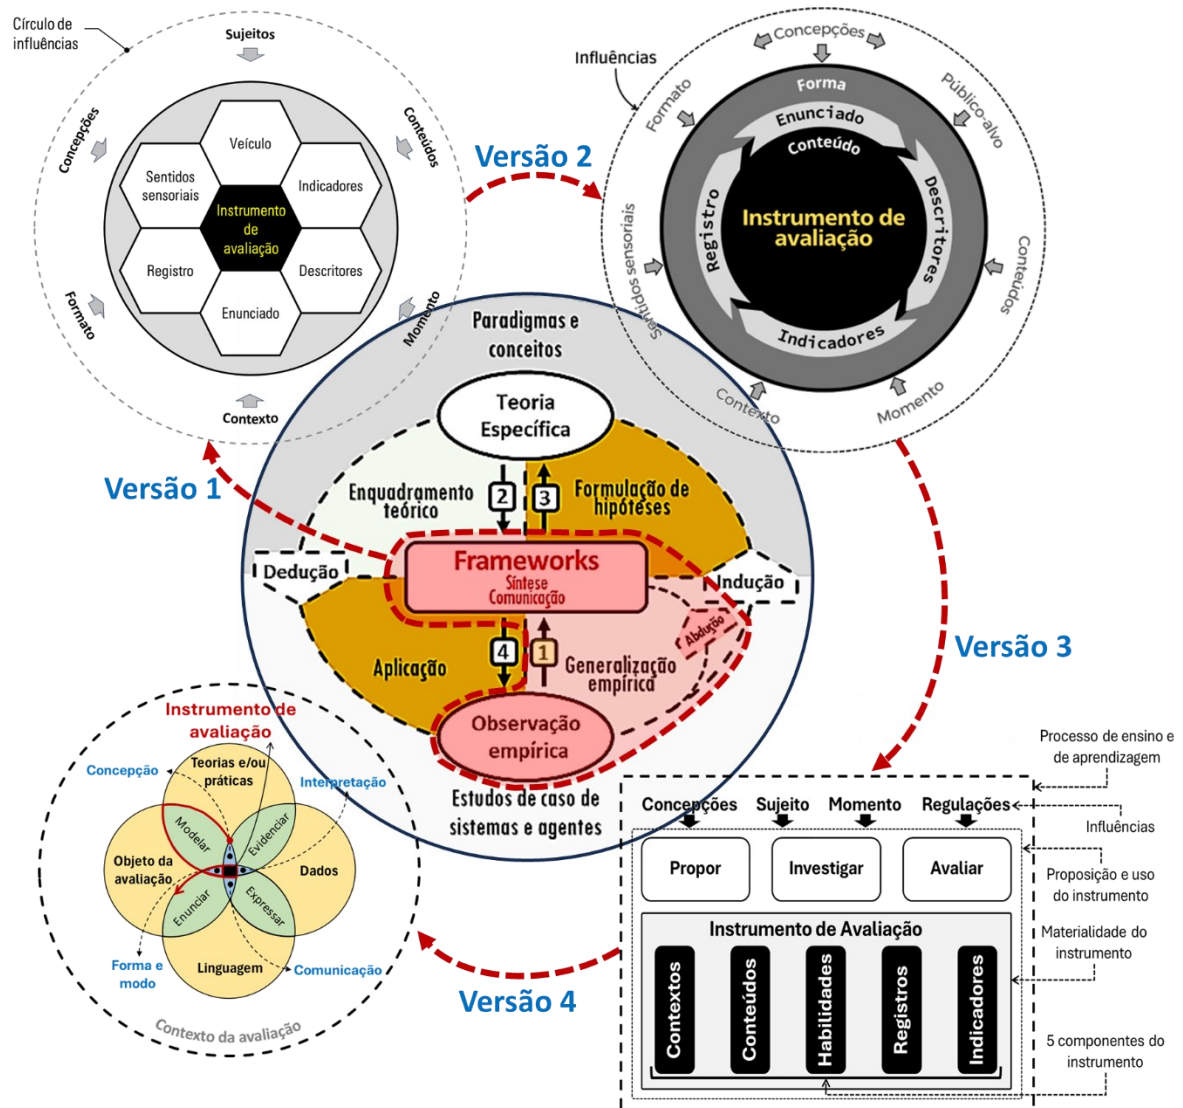 Círculo de
influências
Sujeitos
Concepções
Conteúdos
Formato
Momento
Contexto
Veículo
Sentidos
sensoriais
Indicadores
Instrumento
de
avaliação
Registro
Descritores
Enunciado
Versão 2
Influências
Concepções
Formato
Público-alvo
Sentidos sensoriais
Conteúdos
Contexto
Momento
Forma
Enunciado
Conteúdo
Registro
Descritores
Indicadores
Instrumento de
avaliação
Versão 1
Paradigmas e
conceitos
Teoria
Específica
Enquadramento
teórico
2
3
Formulação de
hipóteses
Dedução
Frameworks
Síntese
Comunicação
Indução
Abdução
Aplicação
4
1
Generalização
empírica
Observação
empírica
Estudos de caso de
sistemas e agentes
Versão 3
Processo de ensino e
de aprendizagem
Concepções
Sujeito
Momento
Regulações
Influências
Propor
Investigar
Avaliar
Proposição e uso
do instrumento
Instrumento de Avaliação
Materialidade do
instrumento
Contextos
Conteúdos
Habilidades
Registros
Indicadores
5 componentes do
instrumento
Versão 4
Instrumento de
avaliação
Teorias e/ou
práticas
Concepção
Interpretação
Modelar
Evidenciar
Objeto da
avaliação
Dados
Enunciar
Expressar
Linguagem
Forma e
modo
Comunicação
Contexto da avaliação